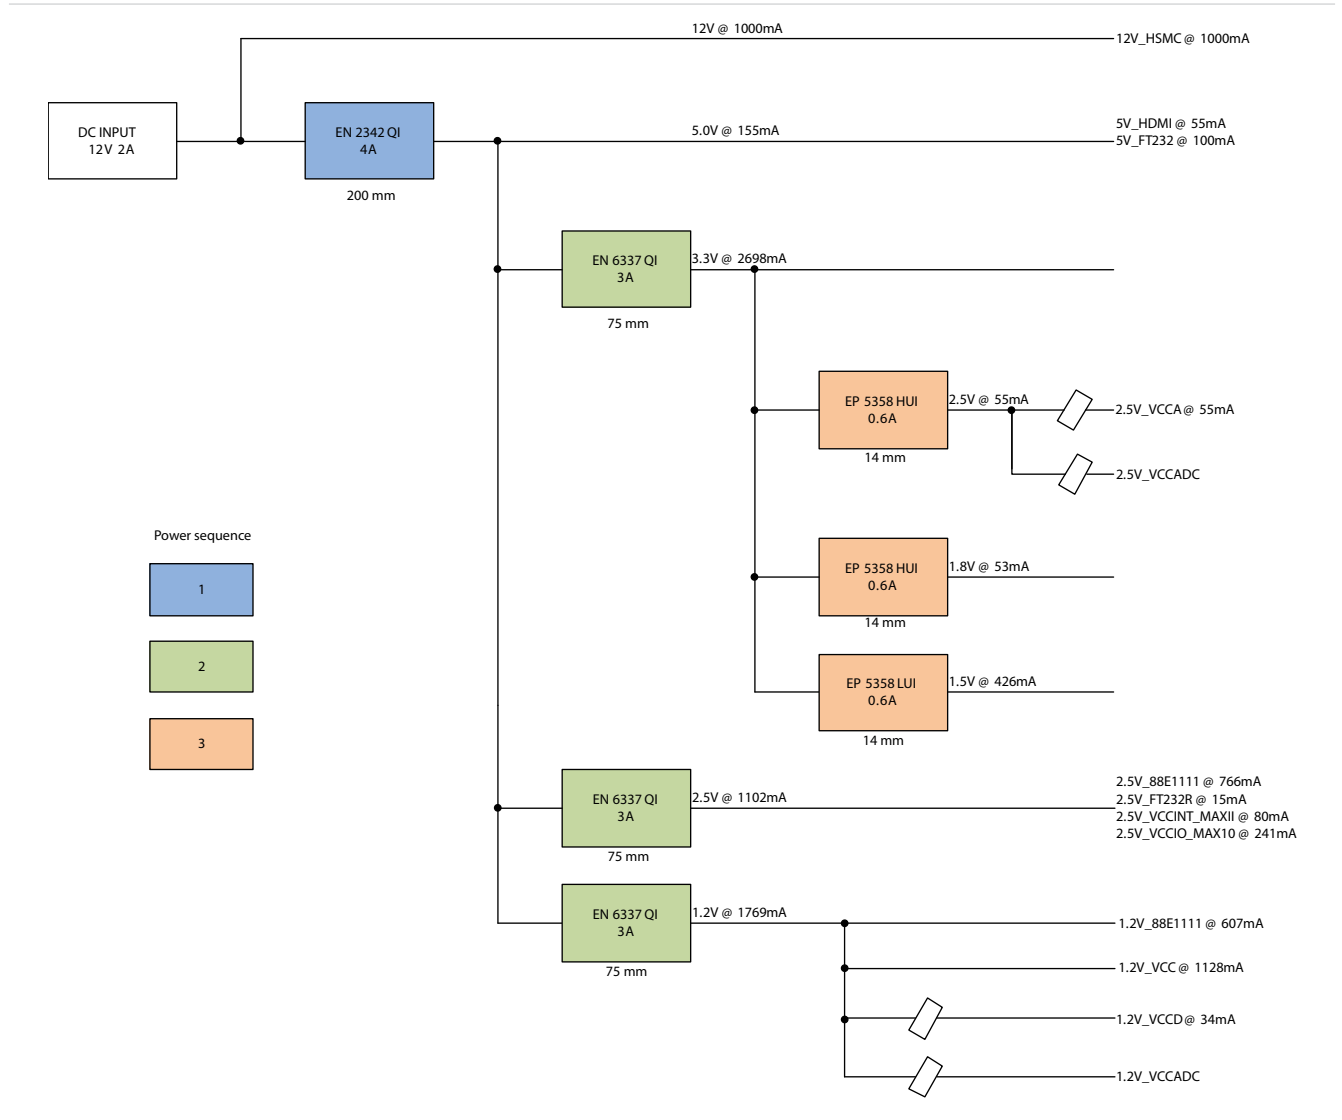 12V @ 1000mA
12V_HSMC @ 1000mA
DC INPUT
12V 2A
EN 2342 QI
4A
200 mm
5.0V @ 155mA
5V_HDMI @ 55mA
5V_FT232 @ 100mA
EN 6337 QI
3A
75 mm
3.3V @ 2698mA
EP 5358 HUI
0.6A
14 mm
2.5V @ 55mA
2.5V_VCCA @ 55mA
2.5V_VCCADC
EP 5358 HUI
0.6A
14 mm
1.8V @ 53mA
EP 5358 LUI
0.6A
14 mm
1.5V @ 426mA
Power sequence
1
2
3
EN 6337 QI
3A
75 mm
2.5V @ 1102mA
2.5V_88E1111 @ 766mA
2.5V_FT232R @ 15mA
2.5V_VCCINT_MAXII @ 80mA
2.5V_VCCIO_MAX10 @ 241mA
EN 6337 QI
3A
75 mm
1.2V @ 1769mA
1.2V_88E1111 @ 607mA
1.2V_VCC @ 1128mA
1.2V_VCCD @ 34mA
1.2V_VCCADC